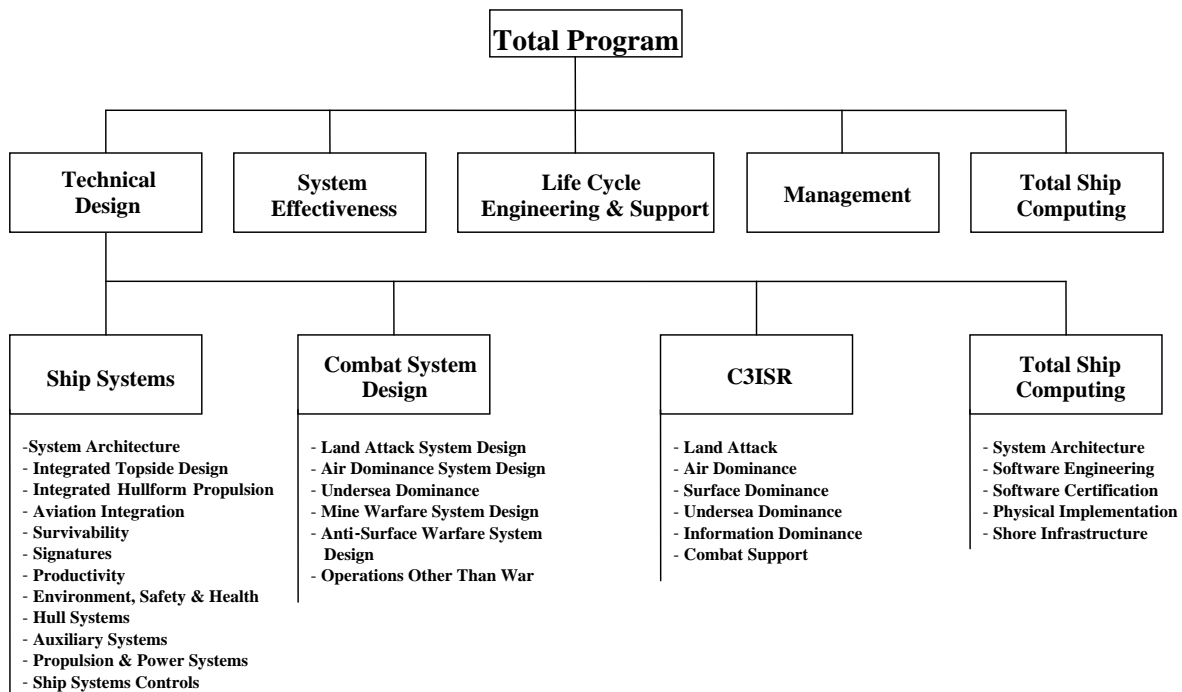 Total Program
Technical
Design
System
Effectiveness
Life Cycle
Engineering & Support
Management
Total Ship
Computing
Ship Systems
-System Architecture
- Integrated Topside Design
- Integrated Hullform Propulsion
- Aviation Integration
- Survivability
- Signatures
- Productivity
- Environment, Safety & Health
- Hull Systems
- Auxiliary Systems
- Propulsion & Power Systems
- Ship Systems Controls
Combat System
Design
- Land Attack System Design
- Air Dominance System Design
- Undersea Dominance
- Mine Warfare System Design
- Anti-Surface Warfare System
Design
- Operations Other Than War
C3ISR
- Land Attack
- Air Dominance
- Surface Dominance
- Undersea Dominance
- Information Dominance
- Combat Support
Total Ship
Computing
- System Architecture
- Software Engineering
- Software Certification
- Physical Implementation
- Shore Infrastructure